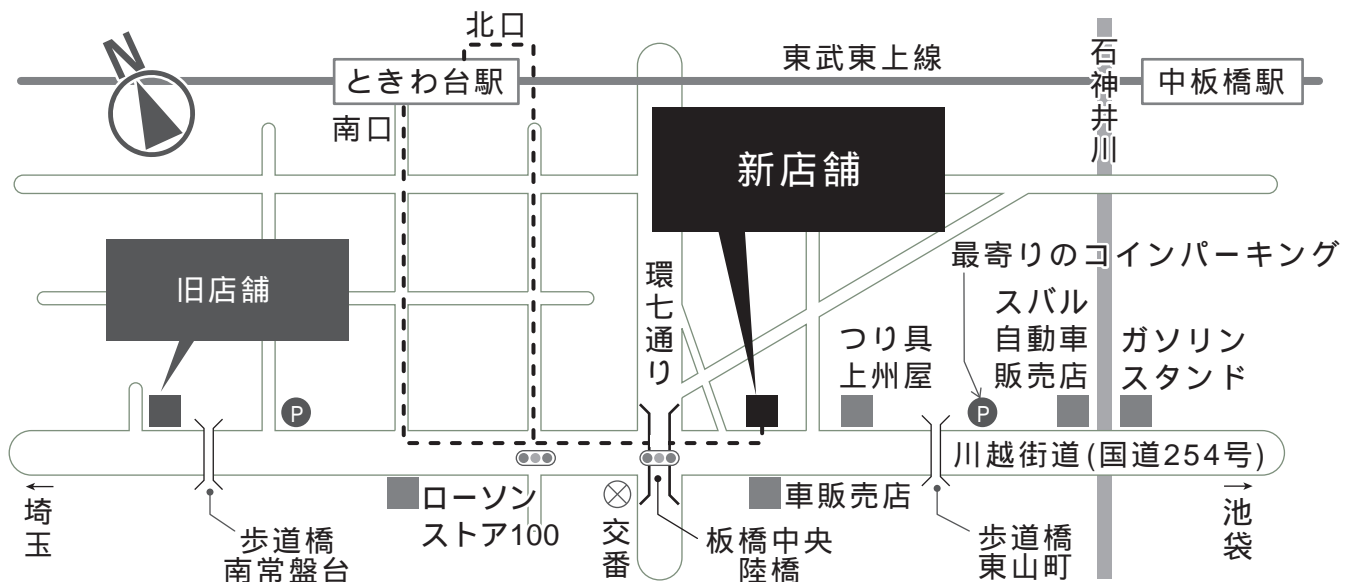 北口
N
ときわ台駅
東武東上線
石神井川
中板橋駅
南口
新店舗
旧店舗
環七通り
最寄りのコインパーキング
つり具
上州屋
スバル
自動車
販売店
ガソリン
スタンド
P
P
川越街道(国道254号)
←
埼玉
歩道橋
南常盤台
ローソン
ストア100
交番
板橋中央
陸橋
車販売店
歩道橋
東山町
→
池袋